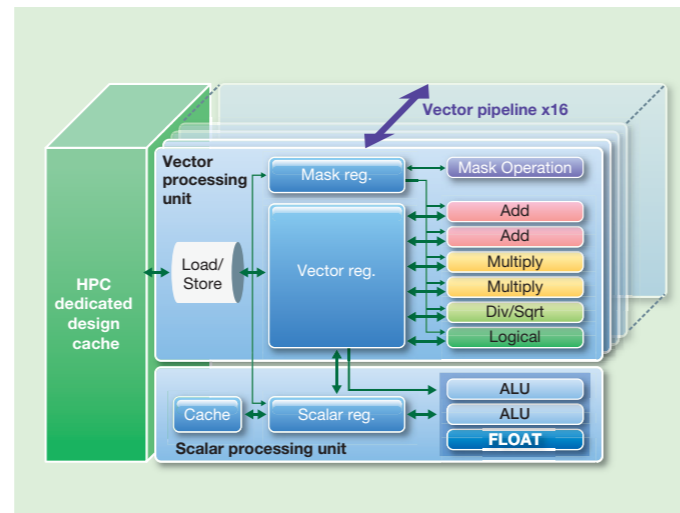 Vector pipeline x16
Vector
processing
unit
Mask reg.
Mask Operation
Add
Add
Multiply
Multiply
Div/Sqrt
Logical
Vector reg.
Load/
Store
HPC
dedicated
design
cache
ALU
ALU
FLOAT
Cache
Scalar reg.
Scalar processing unit